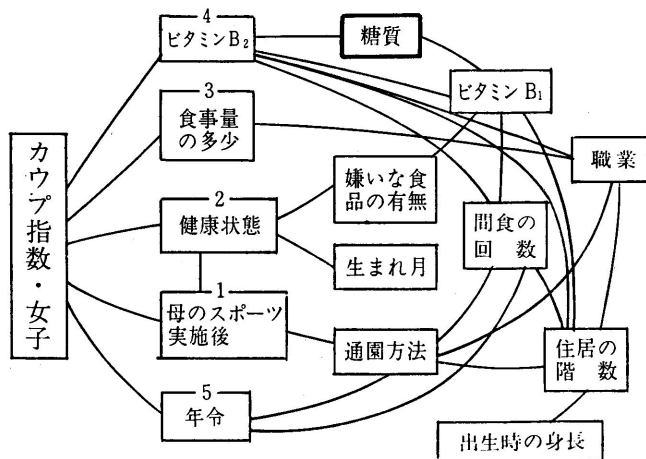 カウプ指数・女子
4
ビタミンB₂
3
食事量
の多少
2
健康状態
1
母のスポーツ
実施後
5
年令
糖質
ビタミンB₁
嫌いな食
品の有無
生まれ月
通園方法
間食の
回数
職業
住居の
階数
出生時の身長